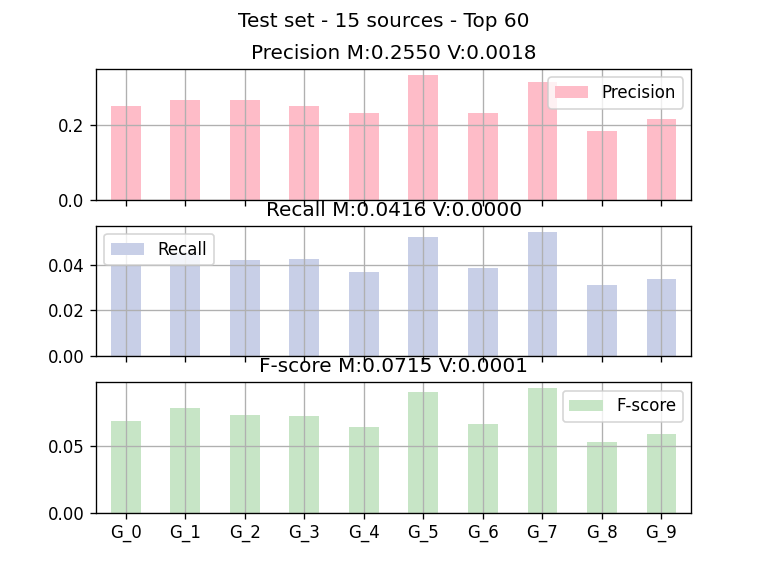 Test set - 15 sources - Top 60
Precision M:0.2550 V:0.0018
Precision
0.2
0.0
Recall M:0.0416 V:0.0000
Recall
0.04
0.02
0.00
F-score M:0.0715 V:0.0001
F-score
0.05
0.00
G_0 G_1 G_2 G_3 G_4 G_5 G_6 G_7 G_8 G_9